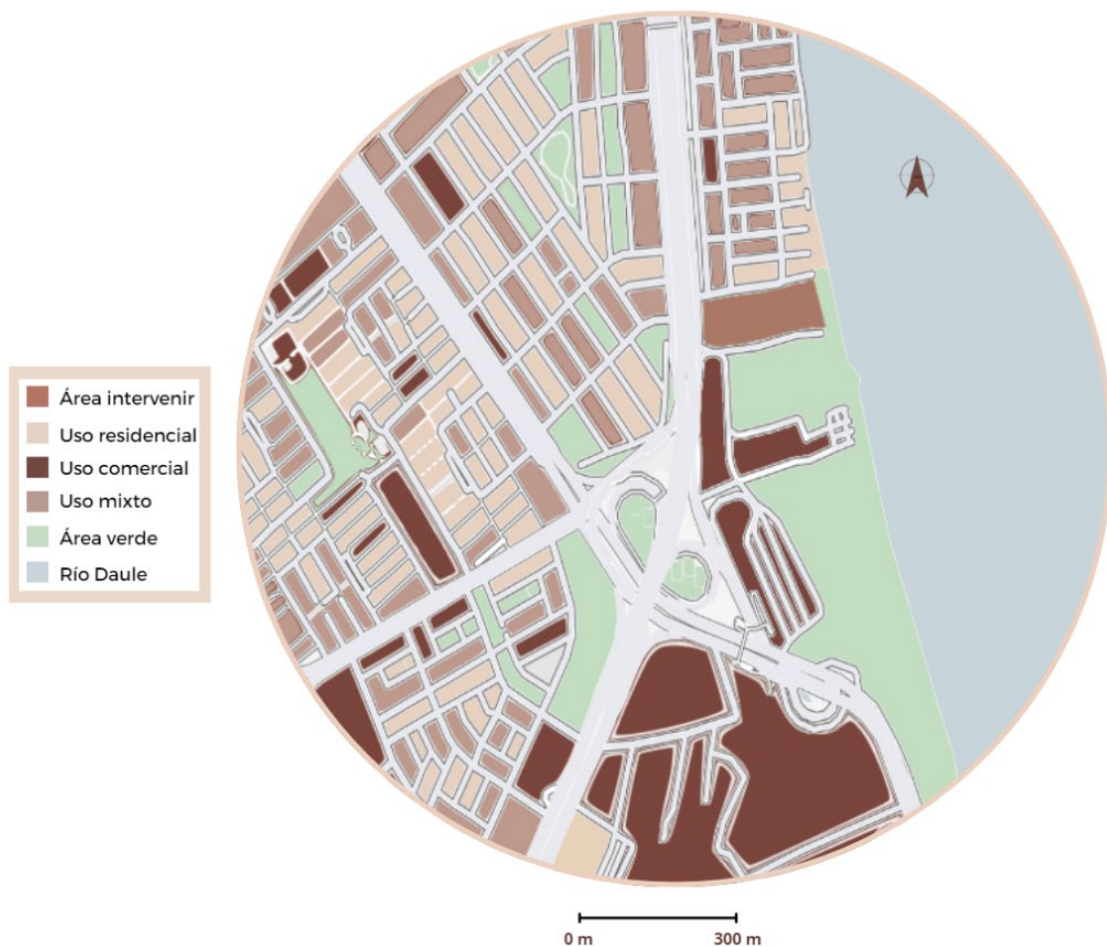 Área intervenir
Uso residencial
Uso comercial
Uso mixto
Área verde
Río Daule
0 m
300 m